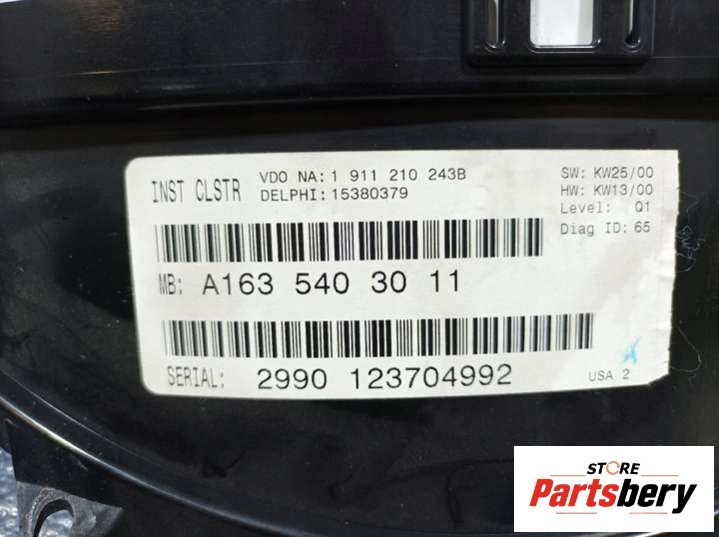 INST CLSTR
VDO NA: 1 911 210 243B
DELPHI: 15380379
SW: KW25/00
HW: KW13/00
Level: Q1
Diag ID: 65
MB: A163 540 30 11
SERIAL: 2990 123704992
USA 2
STORE
Partsbery